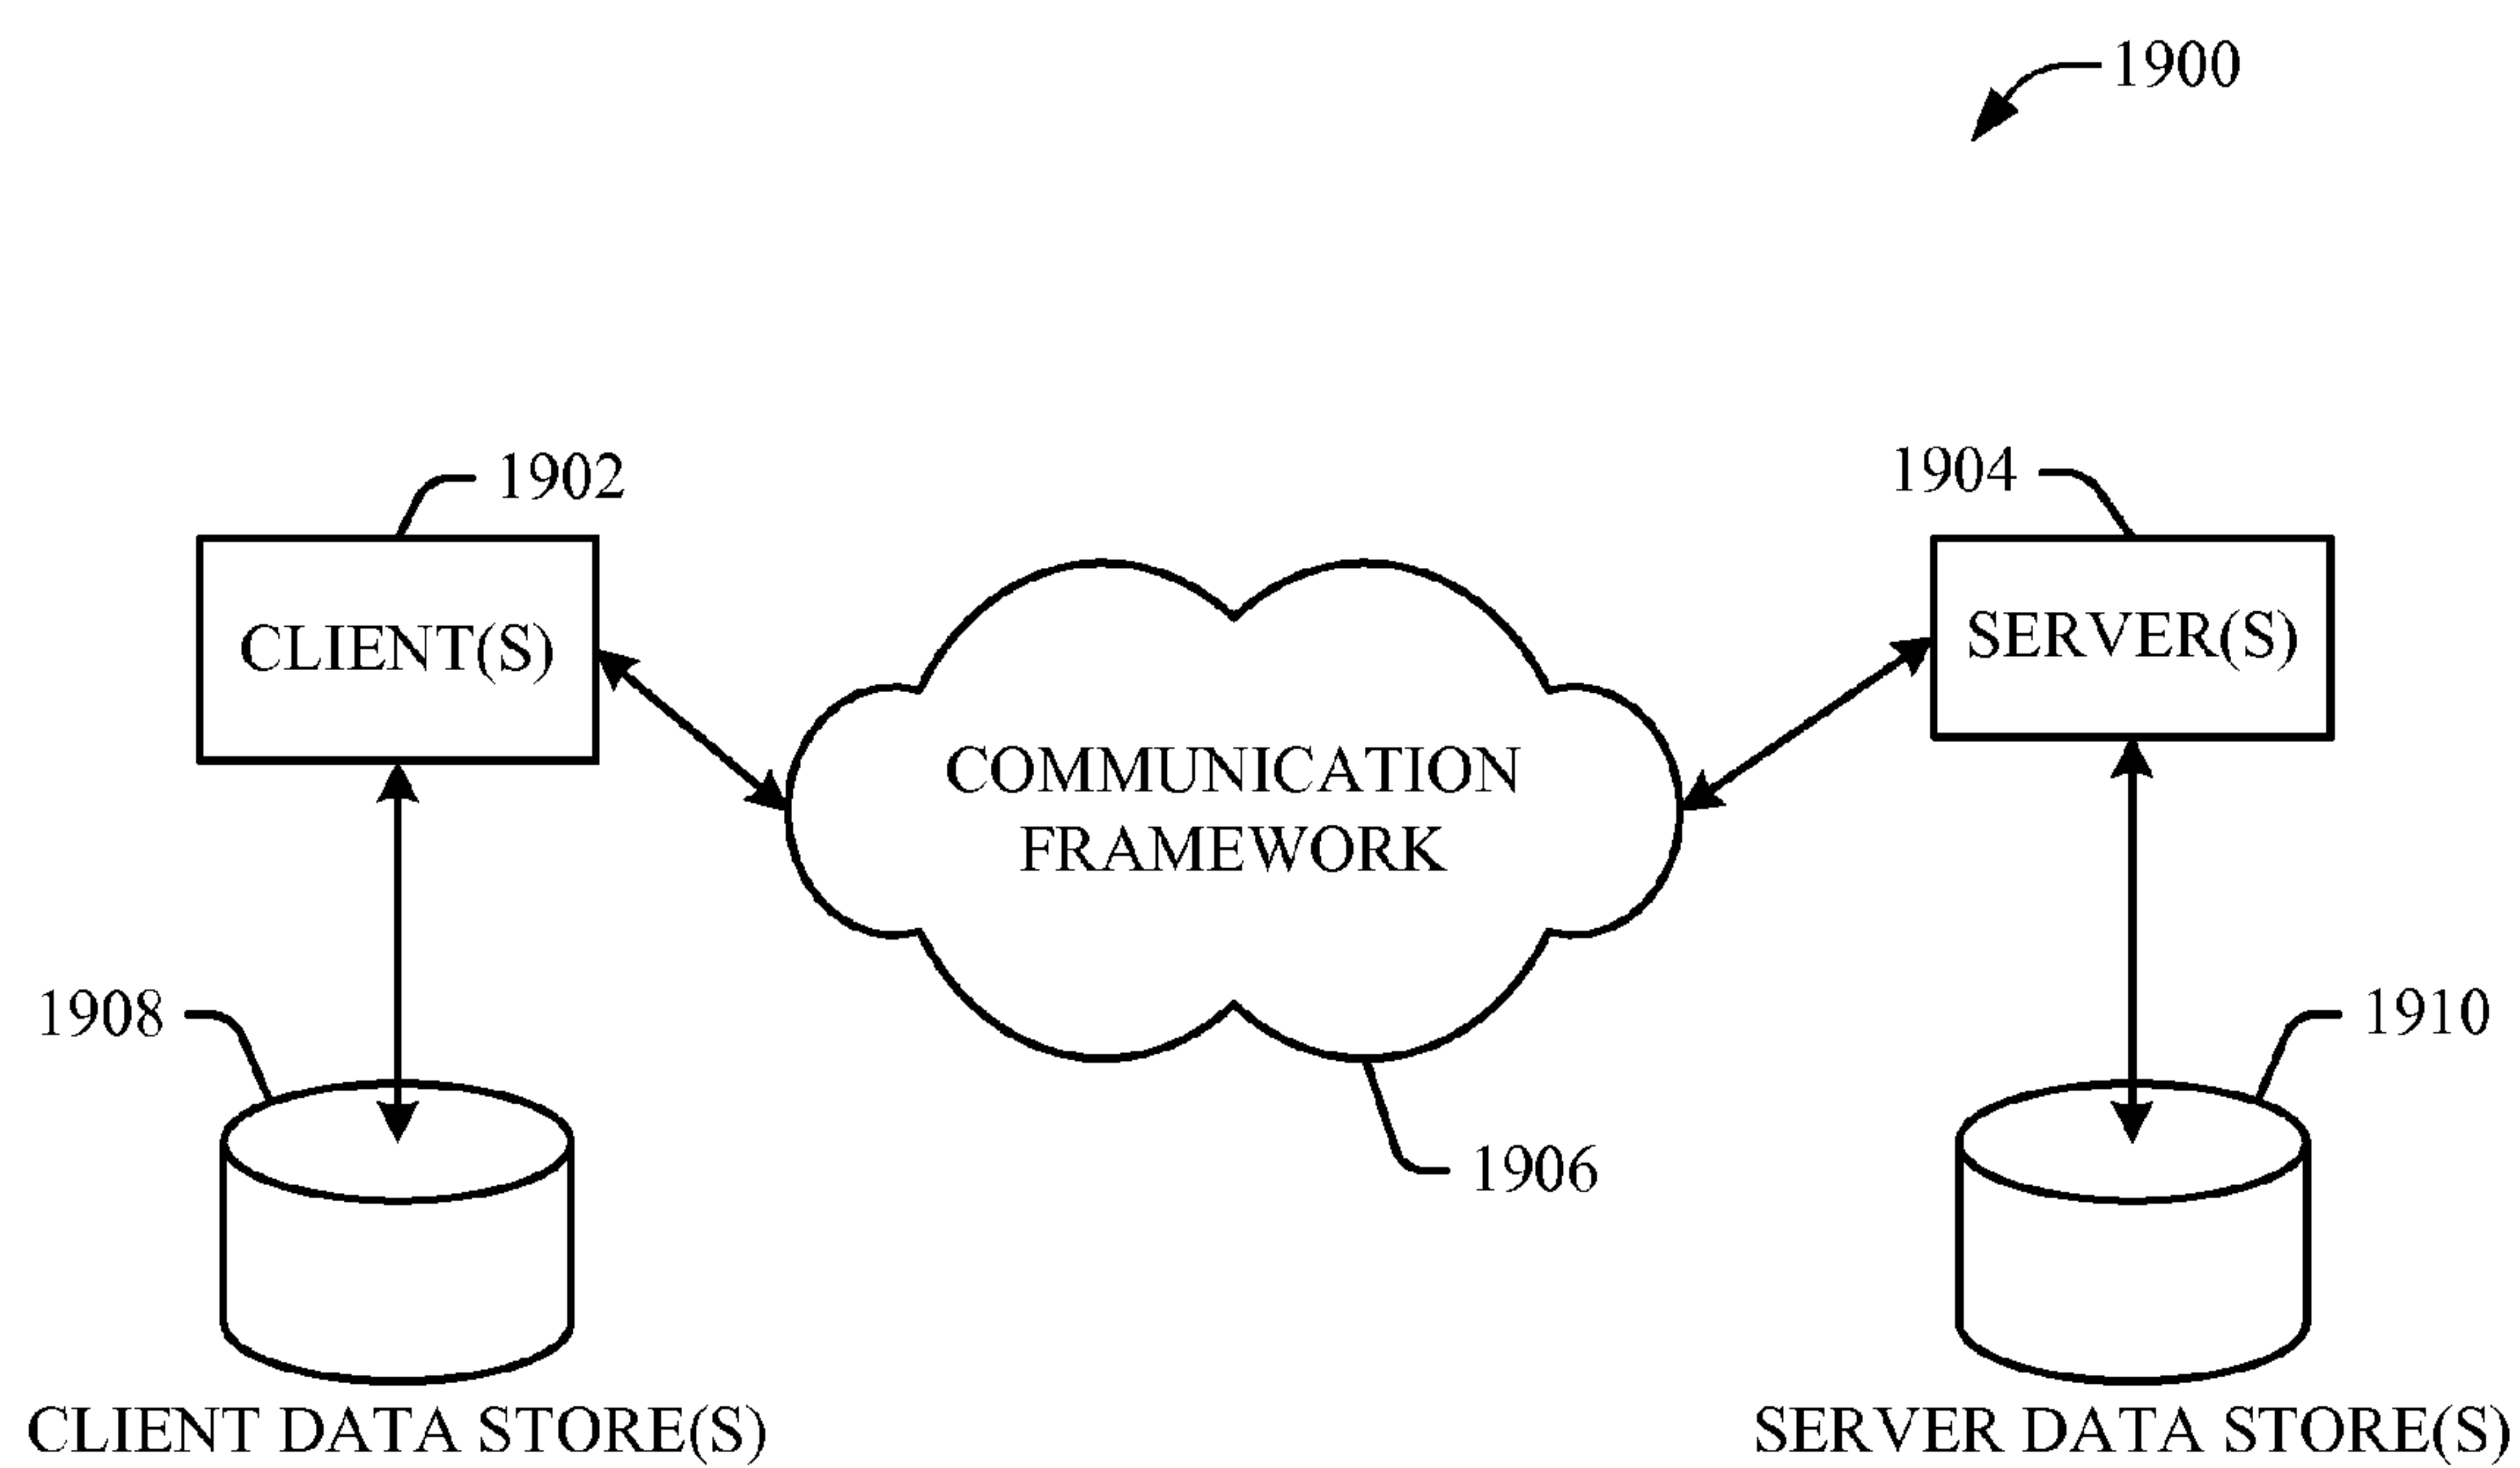 1900
1902
1904
CLIENT(S)
SERVER(S)
COMMUNICATION
FRAMEWORK
1908
1910
1906
CLIENT DATA STORE(S)
SERVER DATA STORE(S)